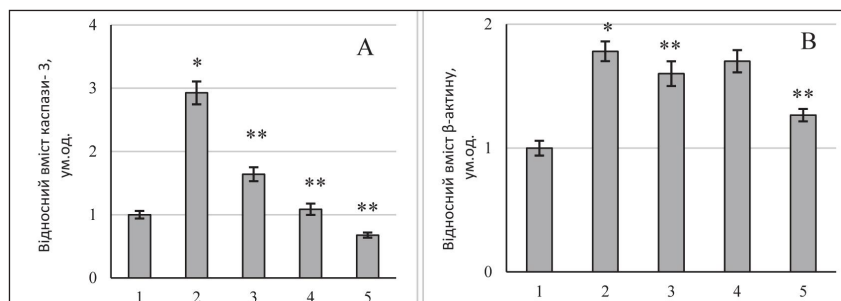 Відносний вміст каспази- 3,
ум.од.
4
3
2
1
0
A
*
**
**
**
1 2 3 4 5
Відносний вміст β-актину,
ум.од.
2
1
0
B
*
**
**
1 2 3 4 5